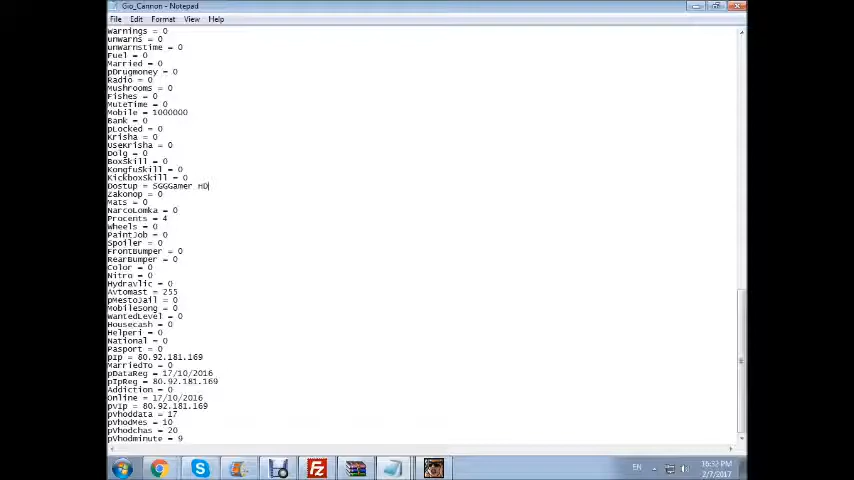 Gio_Cannon - Notepad
File Edit Format View Help
Warnings = 0
unwarns = 0
unwarnstime = 0
Fuel = 0
Married = 0
pDrugmoney = 0
Radio = 0
Mushrooms = 0
Fishes = 0
MuteTime = 0
Mobile = 1000000
Bank = 0
pLocked = 0
Krisha = 0
UseKrisha = 0
Dolg = 0
BoxSkill = 0
KongfuSkill = 0
KickboxSkill = 0
Dostup = SGGGamer HD
Zakonop = 0
Mats = 0
NarcoLomka = 0
Procents = 4
Wheels = 0
PaintJob = 0
Spoiler = 0
FrontBumper = 0
RearBumper = 0
Color = 0
Nitro = 0
Hydravlic = 0
Avtomast = 255
pMestoJail = 0
MobileSong = 0
WantedLevel = 0
Housecash = 0
Helperi = 0
National = 0
Pasport = 0
pIp = 80.92.181.169
MarriedTo = 0
pDataReg = 17/10/2016
pIpReg = 80.92.181.169
Addiction = 0
Online = 17/10/2016
pvIp = 80.92.181.169
pVhoddata = 17
pVhodMes = 10
pVhodchas = 20
pVhodminute = 9
EN
16:32 PM
2/7/2017